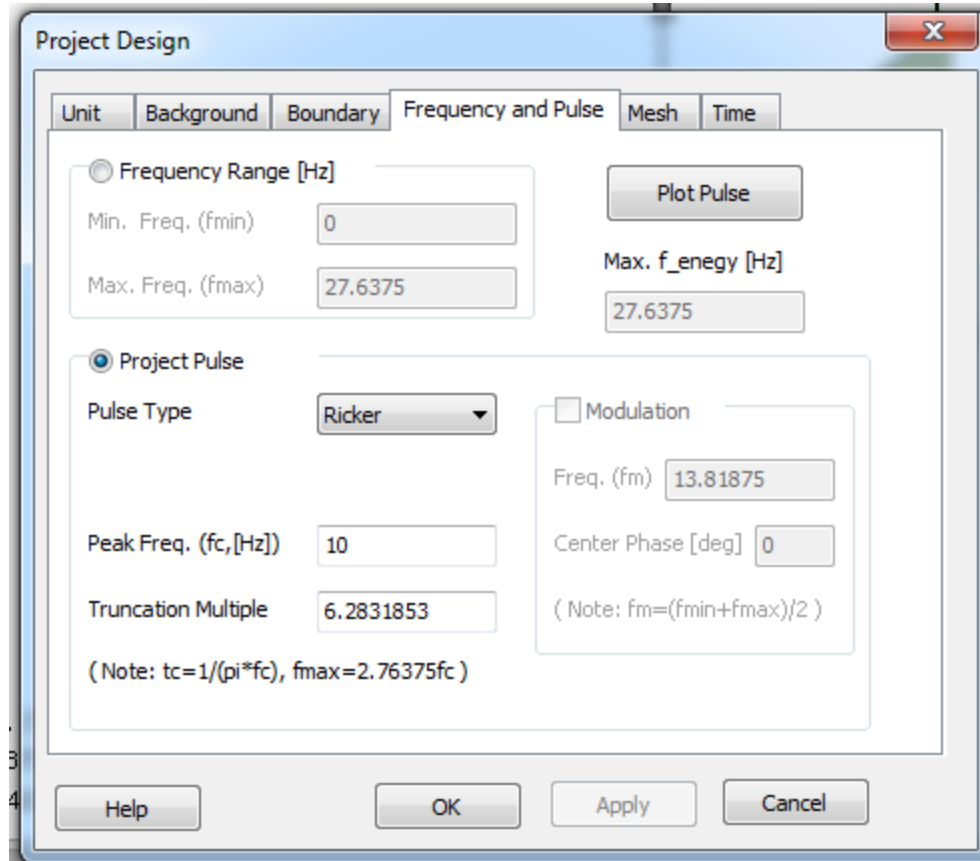 Project Design
Unit
Background
Boundary
Frequency and Pulse
Mesh
Time
Frequency Range [Hz]
Min. Freq. (fmin)
0
Max. Freq. (fmax)
27.6375
Plot Pulse
Max. f_enegy [Hz]
27.6375
Project Pulse
Pulse Type
Ricker
Peak Freq. (fc,[Hz])
10
Truncation Multiple
6.2831853
( Note: tc=1/(pi*fc), fmax=2.76375fc )
Modulation
Freq. (fm)
13.81875
Center Phase [deg]
0
( Note: fm=(fmin+fmax)/2 )
Help
OK
Apply
Cancel